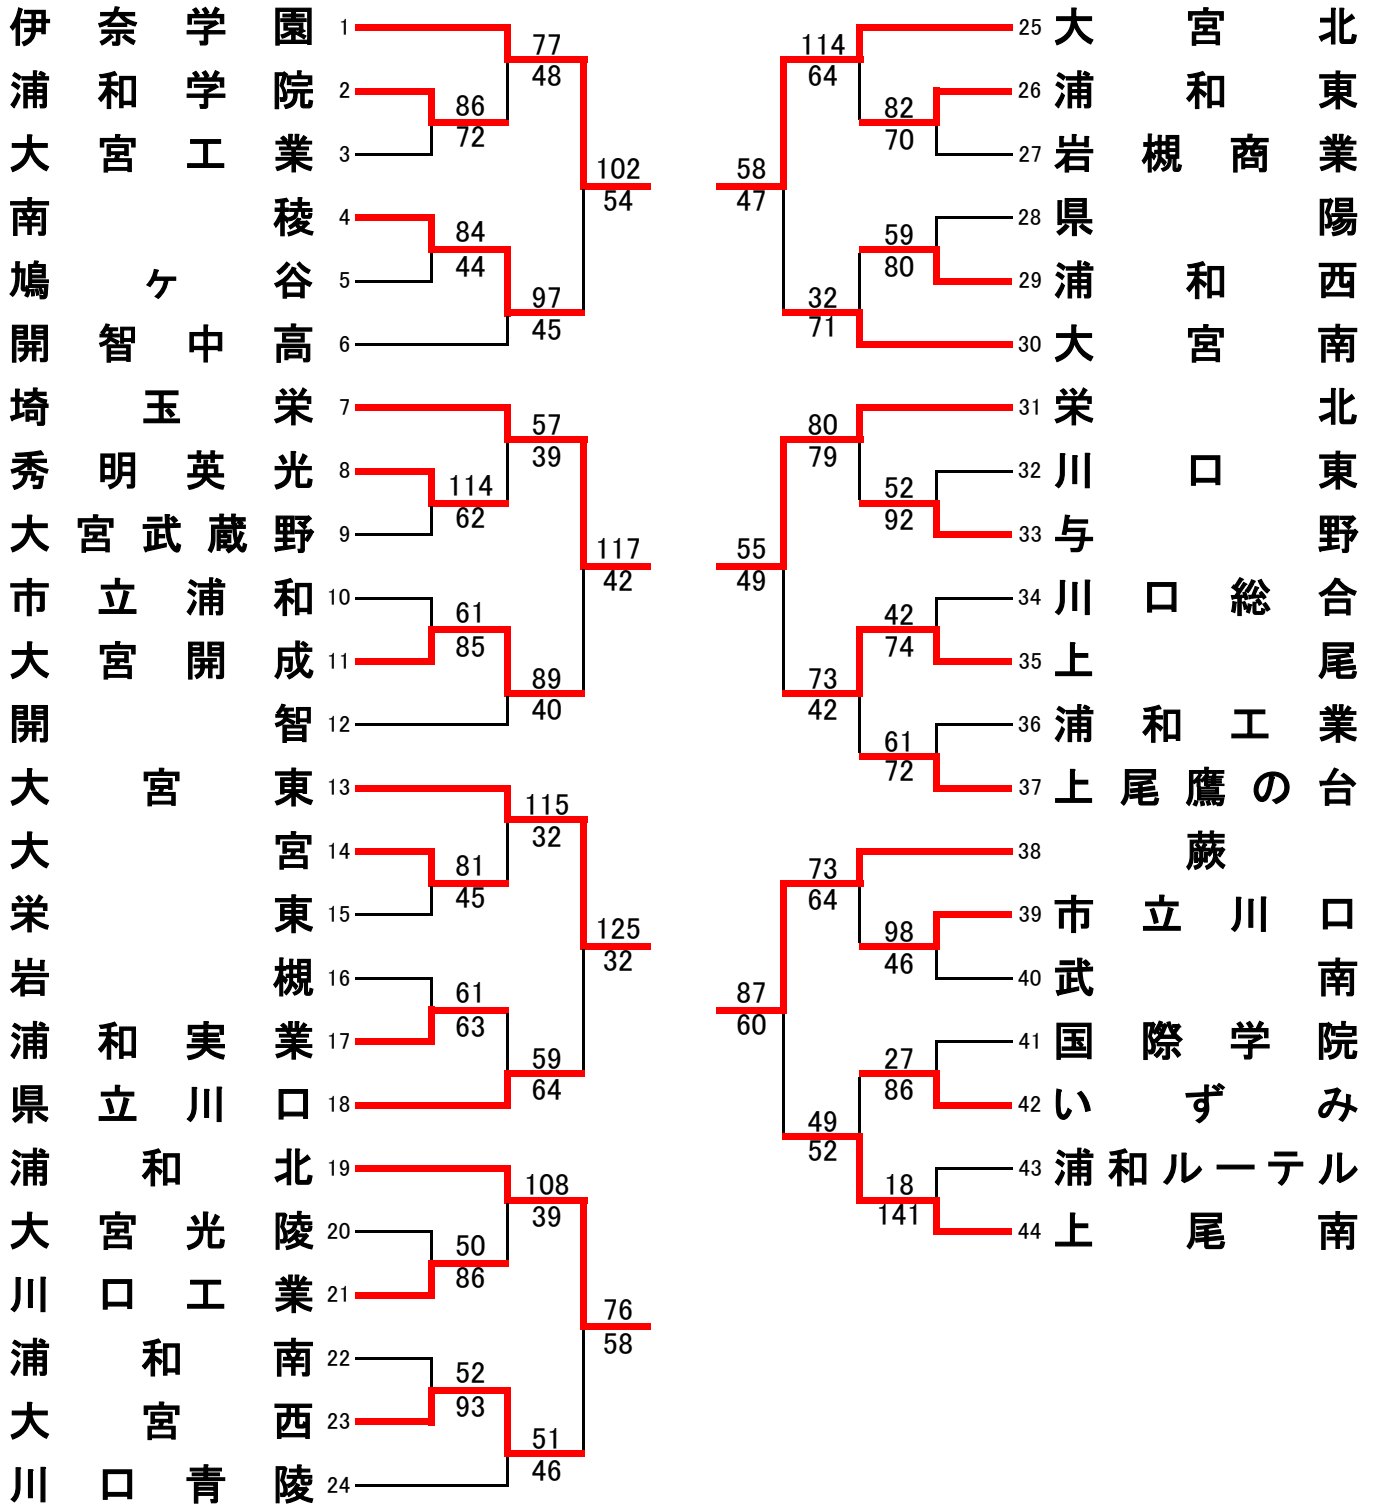 伊奈学園 1
77
48
浦和学院 2
86
72
大宮工業 3
102
54
南稜 4
84
44
鳩ヶ谷 5
97
45
開智中高 6
埼玉栄 7
57
39
秀明英光 8
114
62
大宮武蔵野 9
117
42
市立浦和 10
61
85
大宮開成 11
89
40
開智 12
大宮東 13
115
32
大宮 14
81
45
栄東 15
125
32
岩槻 16
61
63
浦和実業 17
59
64
県立川口 18
浦和北 19
108
39
大宮光陵 20
50
86
川口工業 21
76
58
浦和南 22
52
93
大宮西 23
51
46
川口青陵 24
25 大宮北
114
64
26 浦和東
82
70
27 岩槻商業
58
47
28 県陽
59
80
29 浦和西
32
71
30 大宮南
31 栄北
80
79
32 川口東
52
92
33 与野
55
49
34 川口総合
42
74
35 上尾
73
42
36 浦和工業
61
72
37 上尾鷹の台
38 蕨
73
64
39 市立川口
98
46
40 武南
87
60
41 国際学院
27
86
42 いずみ
49
52
43 浦和ルーテル
18
141
44 上尾南